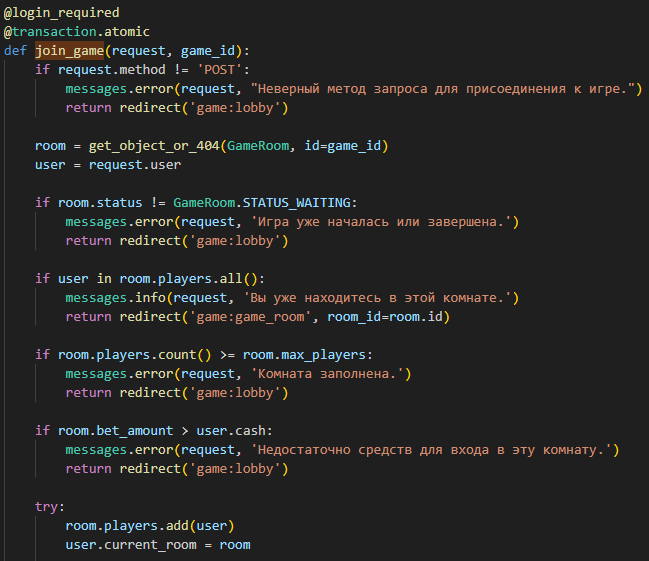 @login_required
@transaction.atomic
def join_game(request, game_id):
    if request.method != 'POST':
        messages.error(request, "Неверный метод запроса для присоединения к игре.")
        return redirect('game:lobby')

    room = get_object_or_404(GameRoom, id=game_id)
    user = request.user

    if room.status != GameRoom.STATUS_WAITING:
        messages.error(request, 'Игра уже началась или завершена.')
        return redirect('game:lobby')

    if user in room.players.all():
        messages.info(request, 'Вы уже находитесь в этой комнате.')
        return redirect('game:game_room', room_id=room.id)

    if room.players.count() >= room.max_players:
        messages.error(request, 'Комната заполнена.')
        return redirect('game:lobby')

    if room.bet_amount > user.cash:
        messages.error(request, 'Недостаточно средств для входа в эту комнату.')
        return redirect('game:lobby')

    try:
        room.players.add(user)
        user.current_room = room